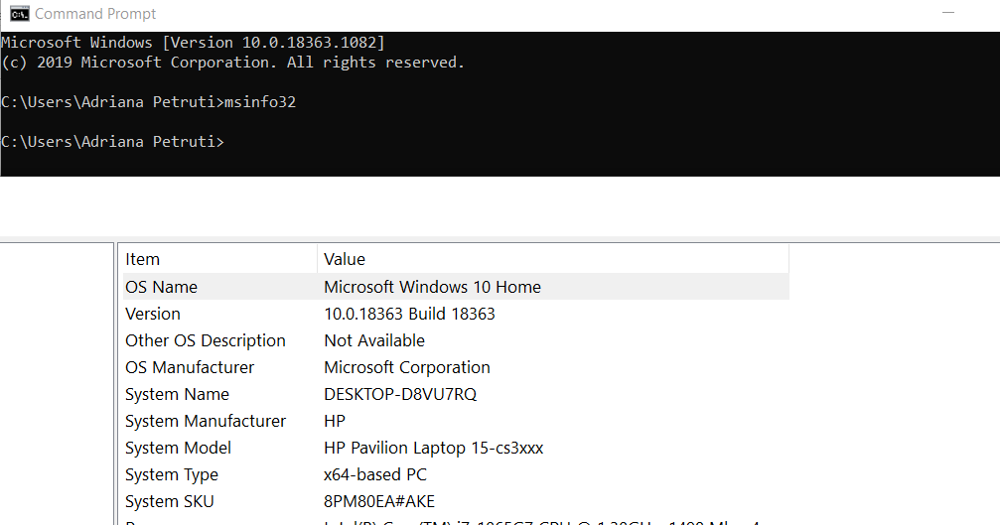 Command Prompt
Microsoft Windows [Version 10.0.18363.1082]
(c) 2019 Microsoft Corporation. All rights reserved.
C:\Users\Adriana Petruti>msinfo32
C:\Users\Adriana Petruti>
Item Value
OS Name Microsoft Windows 10 Home
Version 10.0.18363 Build 18363
Other OS Description Not Available
OS Manufacturer Microsoft Corporation
System Name DESKTOP-D8VU7RQ
System Manufacturer HP
System Model HP Pavilion Laptop 15-cs3xxx
System Type x64-based PC
System SKU 8PM80EA#AKE